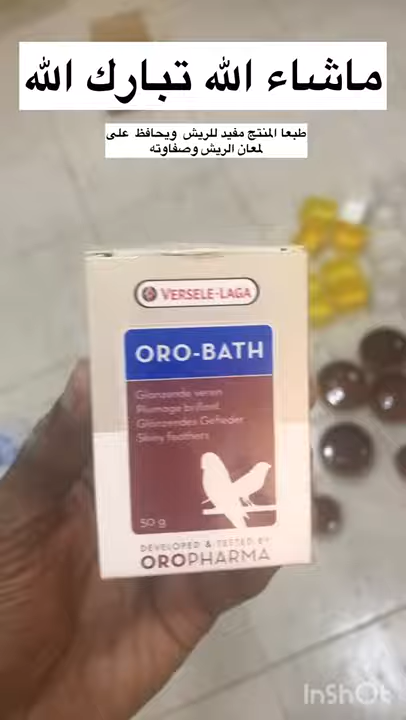 ماشاء الله تبارك الله
طبعا المنتج مفيد للريش ويحافظ على
لمعان الريش وصفاوته
VERSELE-LAGA
ORO-BATH
Glanzende veren
Plumage brillant
Glänzendes Gefieder
Shiny feathers
50 g
DEVELOPED & TESTED BY
OROPHARMA
InShOt